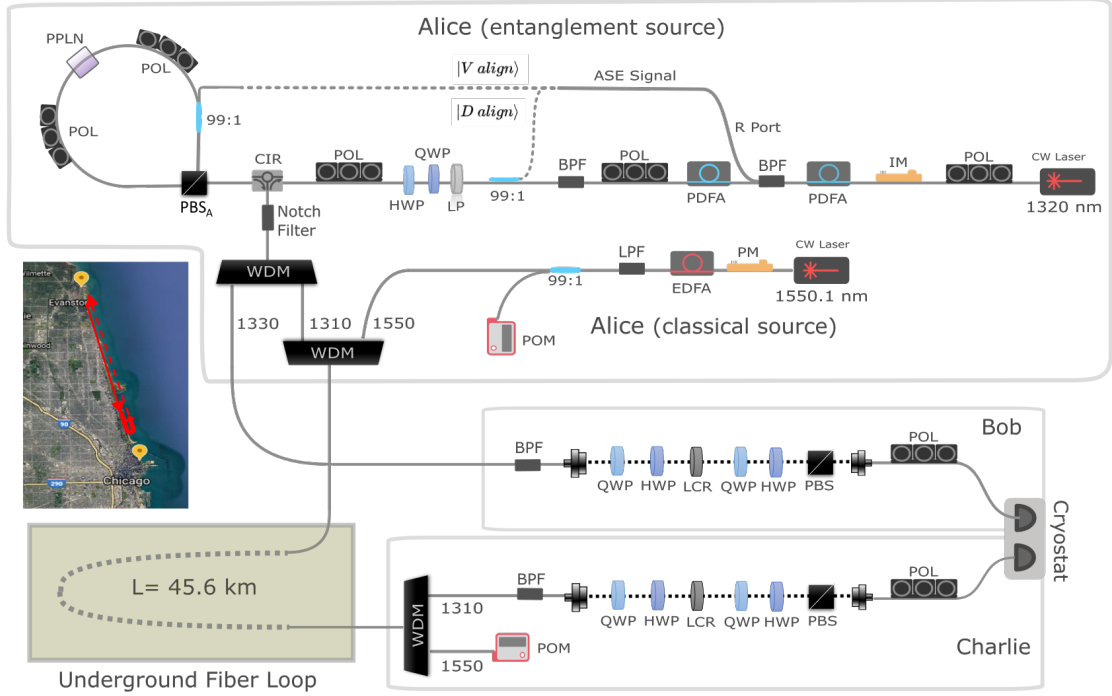 Alice (entanglement source)
PPLN
POL
|V align⟩
ASE Signal
|D align⟩
99:1
POL
R Port
CIR
POL
QWP
BPF
POL
BPF
IM
POL
CW Laser
PBSA
HWP
LP
99:1
PDFA
PDFA
1320 nm
Notch
Filter
WDM
LPF
PM
CW Laser
99:1
EDFA
1550.1 nm
1330
1310
1550
POM
Alice (classical source)
WDM
Evanston
90
Chicago
290
Bob
BPF
POL
QWP
HWP
LCR
QWP
HWP
PBS
Cryostat
L= 45.6 km
WDM
1310
BPF
POL
QWP
HWP
LCR
QWP
HWP
PBS
1550
POM
Charlie
Underground Fiber Loop